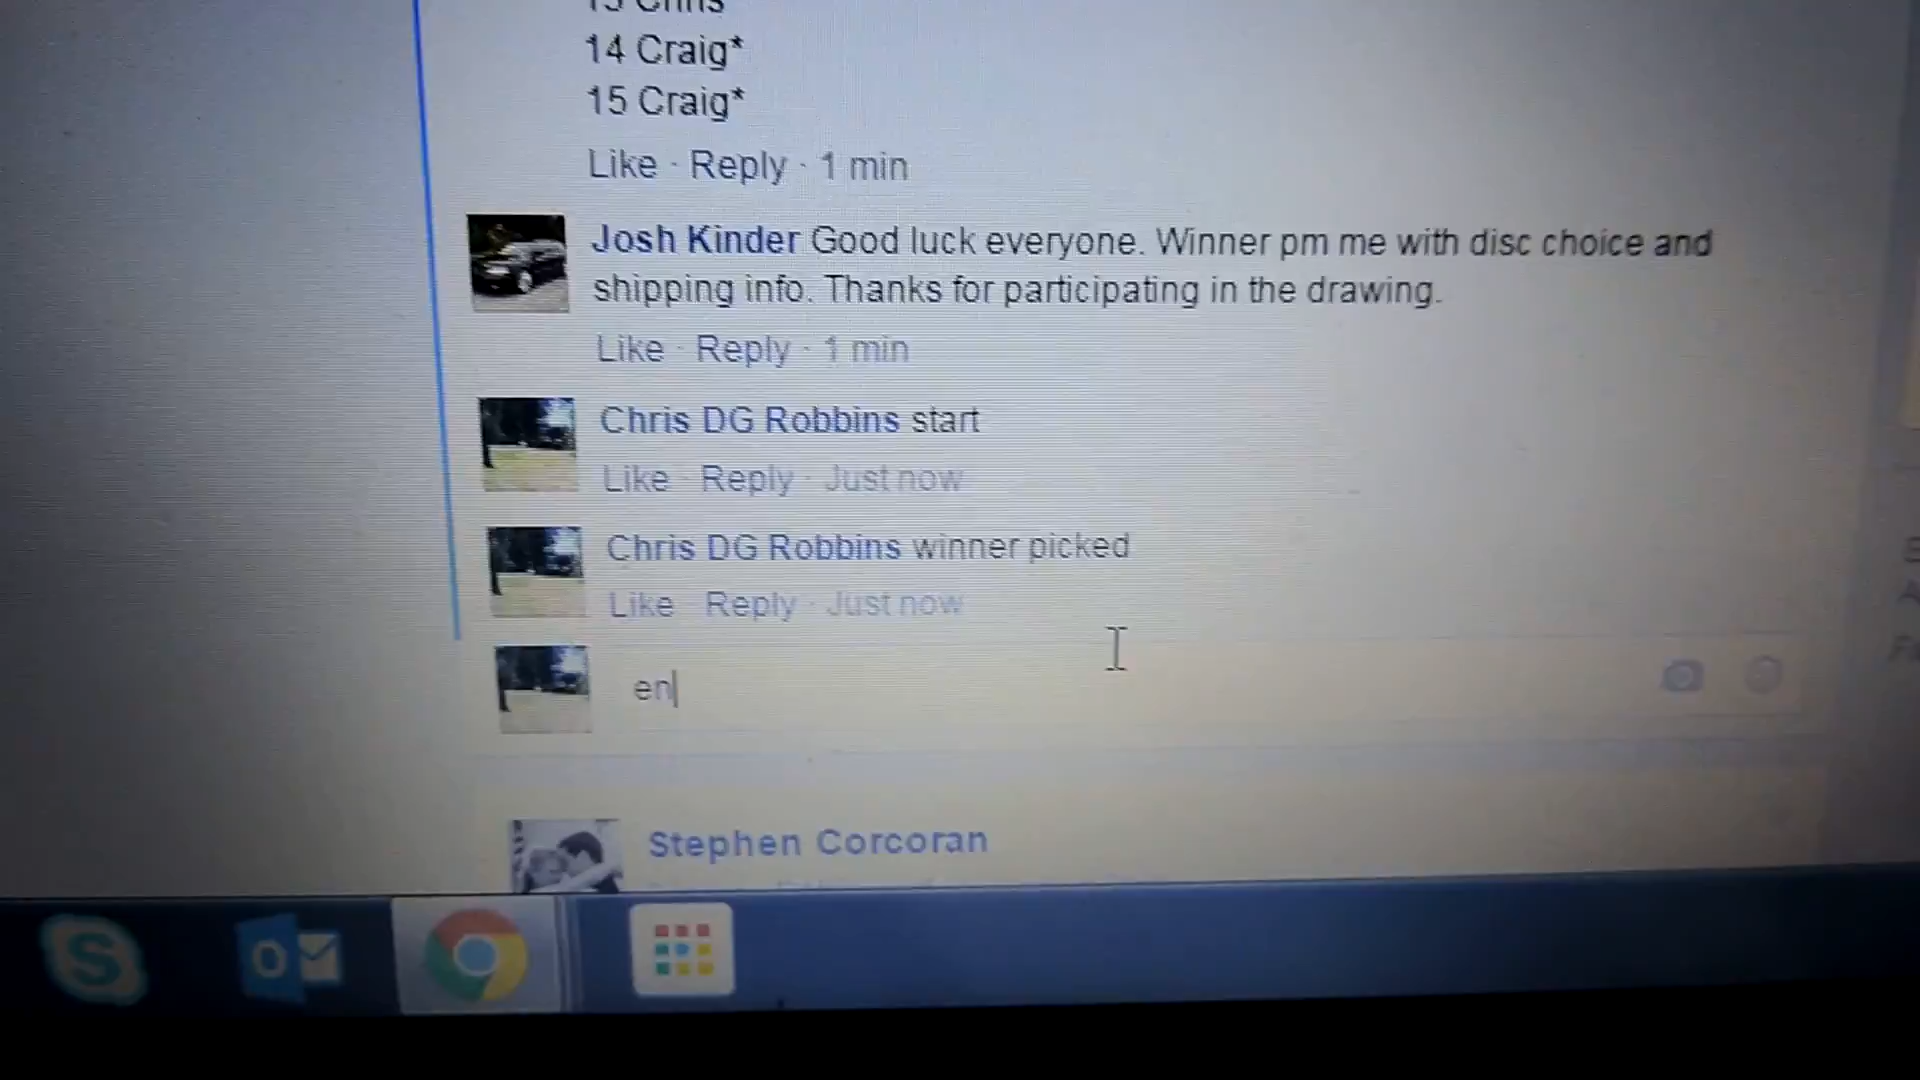 14 Craig*
15 Craig*
Like · Reply · 1 min
Josh Kinder Good luck everyone. Winner pm me with disc choice and
shipping info. Thanks for participating in the drawing.
Like · Reply · 1 min
Chris DG Robbins start
Like · Reply · Just now
Chris DG Robbins winner picked
Like · Reply · Just now
en
Stephen Corcoran